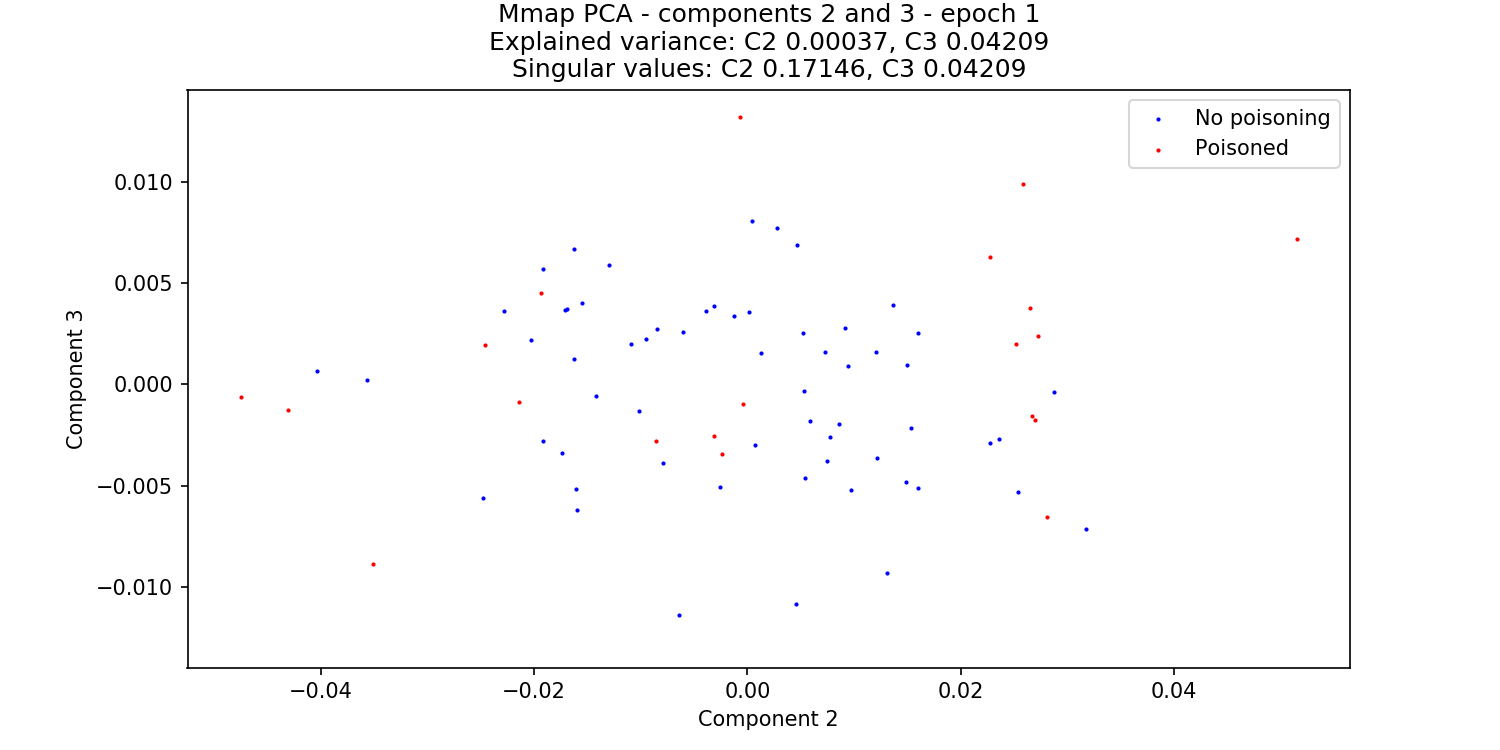 Mmap PCA - components 2 and 3 - epoch 1
Explained variance: C2 0.00037, C3 0.04209
Singular values: C2 0.17146, C3 0.04209
No poisoning
Poisoned
0.010
0.005
0.000
−0.005
−0.010
Component 3
−0.04
−0.02
0.00
0.02
0.04
Component 2